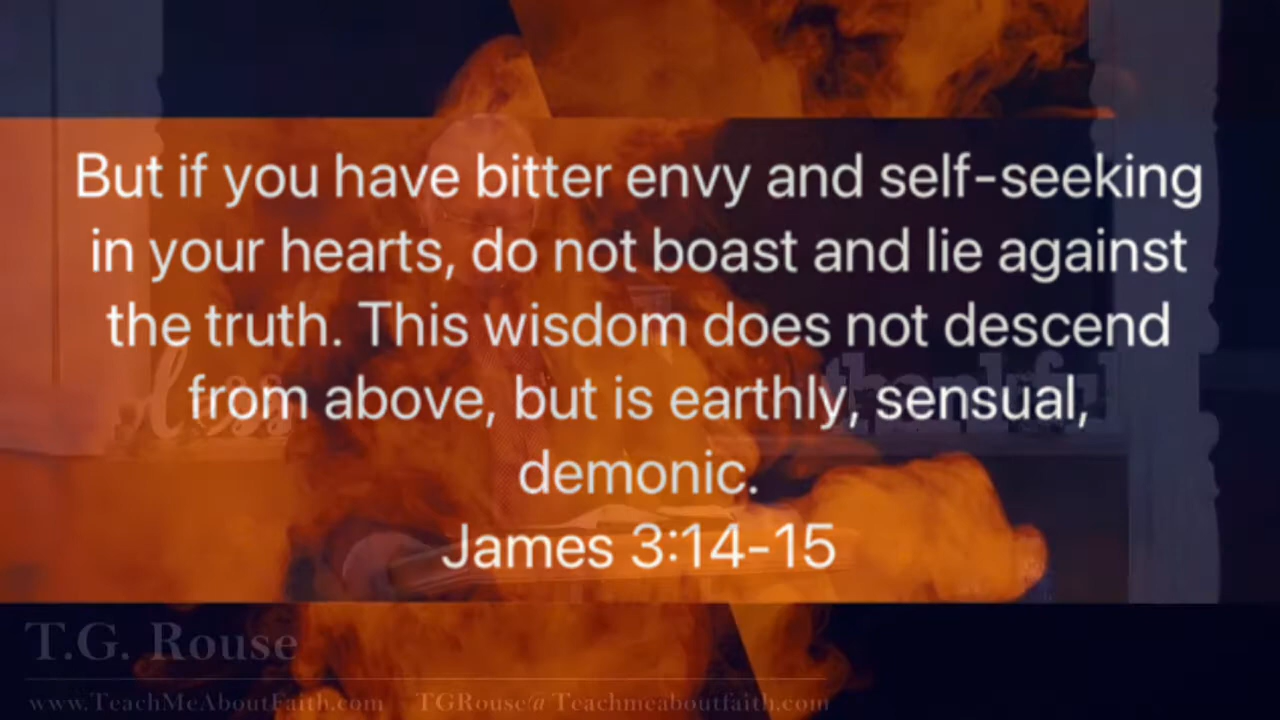 But if you have bitter envy and self-seeking
in your hearts, do not boast and lie against
the truth. This wisdom does not descend
from above, but is earthly, sensual,
demonic.
James 3:14-15
thankful
T.G. Rouse
www.TeachMeAboutFaith.com TGRouse@Teachmeaboutfaith.com